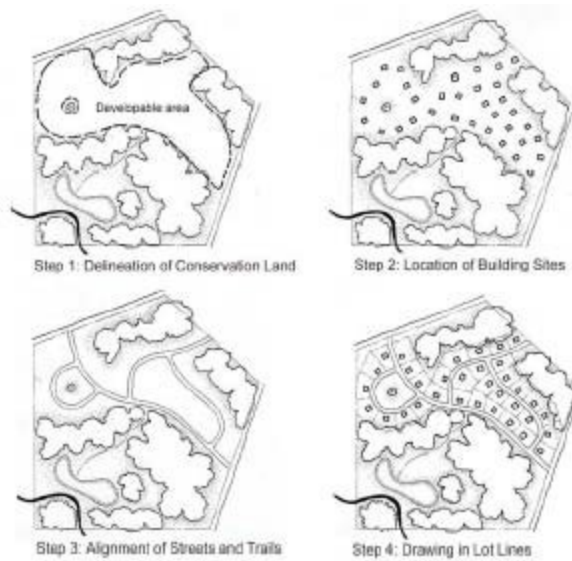 Developable area
Step 1: Delineation of Conservation Land
Step 2: Location of Building Sites
Step 3: Alignment of Streets and Trails
Step 4: Drawing in Lot Lines